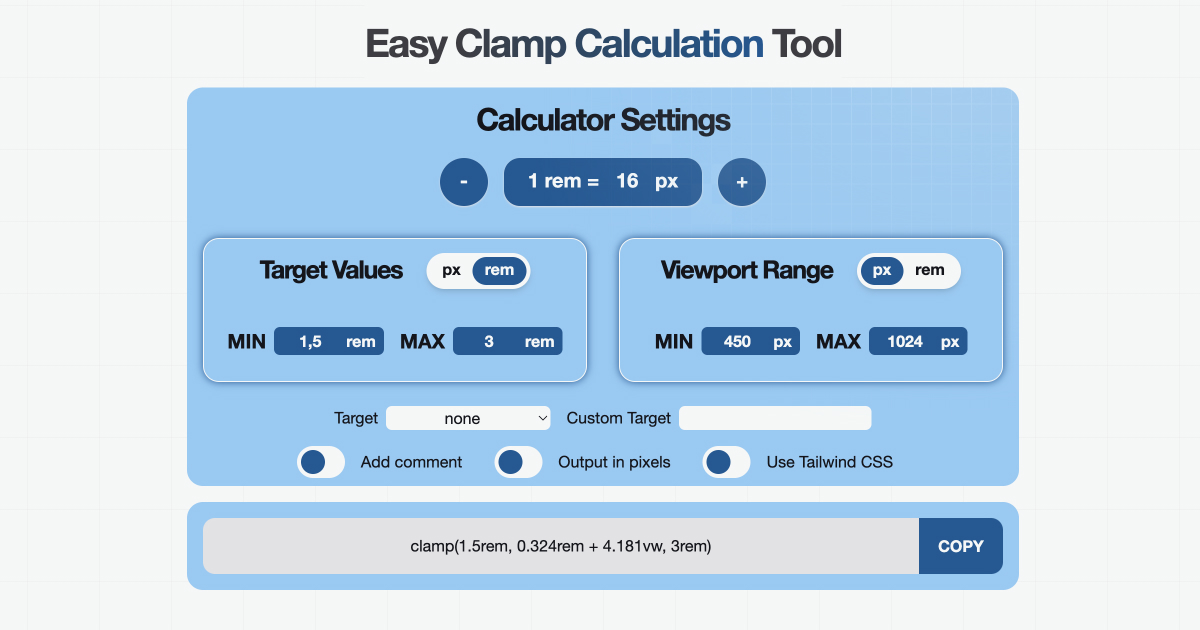 Easy Clamp Calculation Tool
Calculator Settings
- 1 rem = 16 px +
Target Values px rem
MIN 1,5 rem MAX 3 rem
Viewport Range px rem
MIN 450 px MAX 1024 px
Target none Custom Target
Add comment Output in pixels Use Tailwind CSS
clamp(1.5rem, 0.324rem + 4.181vw, 3rem) COPY